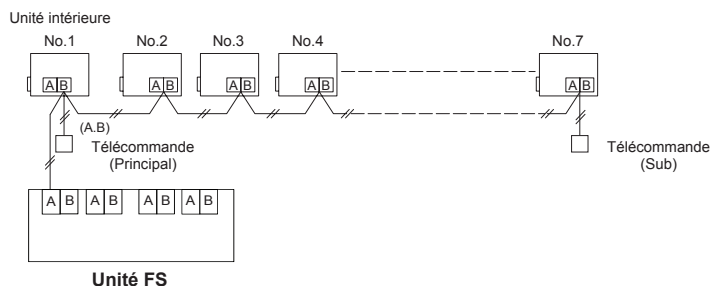 Unité intérieure
No.1 No.2 No.3 No.4 No.7
A B A B A B A B A B
(A.B)
Télécommande
(Principal)
Télécommande
(Sub)
A B A B A B A B
Unité FS